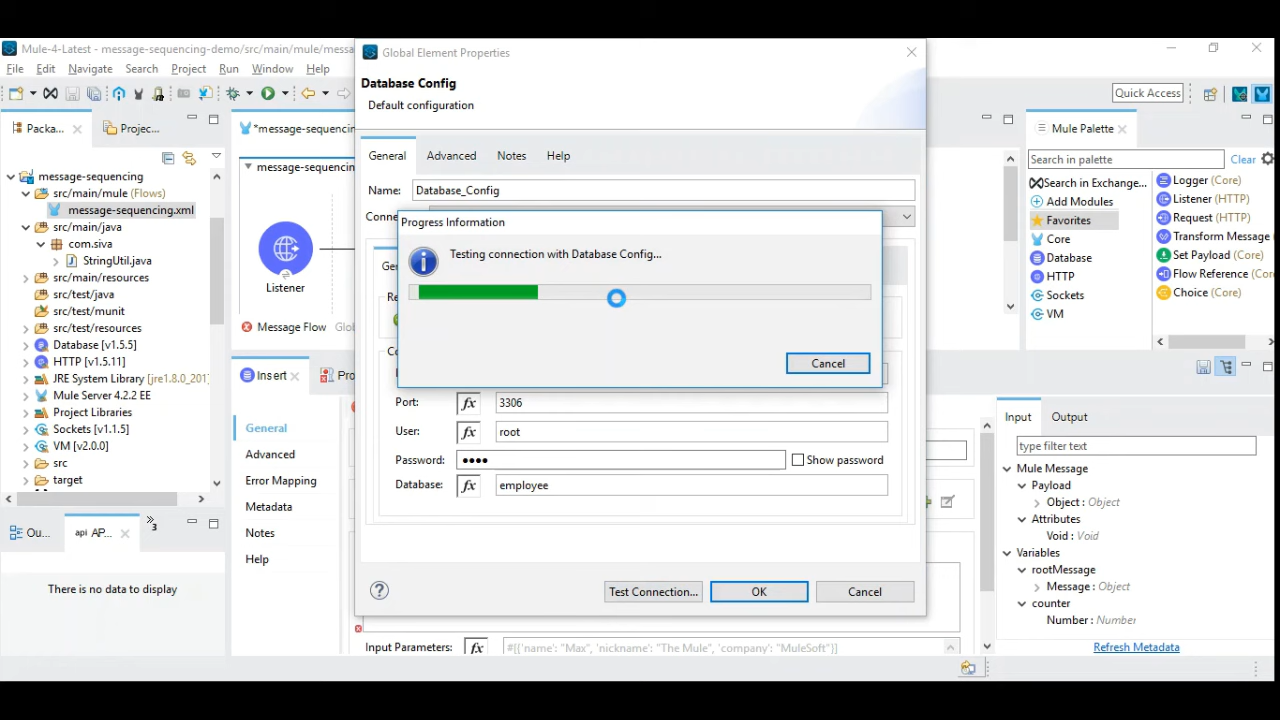 Mule-4-Latest - message-sequencing-demo/src/main/mule/messa
File Edit Navigate Search Project Run Window Help
Quick Access
Packa...
Projec...
message-sequencing
src/main/mule (Flows)
message-sequencing.xml
src/main/java
com.siva
StringUtil.java
src/main/resources
src/test/java
src/test/munit
src/test/resources
Database [v1.5.5]
HTTP [v1.5.11]
JRE System Library [jre1.8.0_201]
Mule Server 4.2.2 EE
Project Libraries
Sockets [v1.1.5]
VM [v2.0.0]
src
target
Ou...
API AP...
3
There is no data to display
*message-sequencin
message-sequencin
Listener
Message Flow
Insert
General
Advanced
Error Mapping
Metadata
Notes
Help
Global Element Properties
Database Config
Default configuration
General Advanced Notes Help
Name: Database_Config
Conne
Ge
Re
Co
Progress Information
Testing connection with Database Config...
Cancel
Port: fx 3306
User: fx root
Password: •••• Show password
Database: fx employee
Test Connection... OK Cancel
Input Parameters: fx #[{'name': "Max", 'nickname': "The Mule", 'company': "MuleSoft"}]
Mule Palette
Search in palette Clear
Search in Exchange...
Add Modules
Favorites
Core
Database
HTTP
Sockets
VM
Logger (Core)
Listener (HTTP)
Request (HTTP)
Transform Message
Set Payload (Core)
Flow Reference (C
Choice (Core)
Input Output
type filter text
Mule Message
Payload
Object : Object
Attributes
Void : Void
Variables
rootMessage
Message : Object
counter
Number : Number
Refresh Metadata